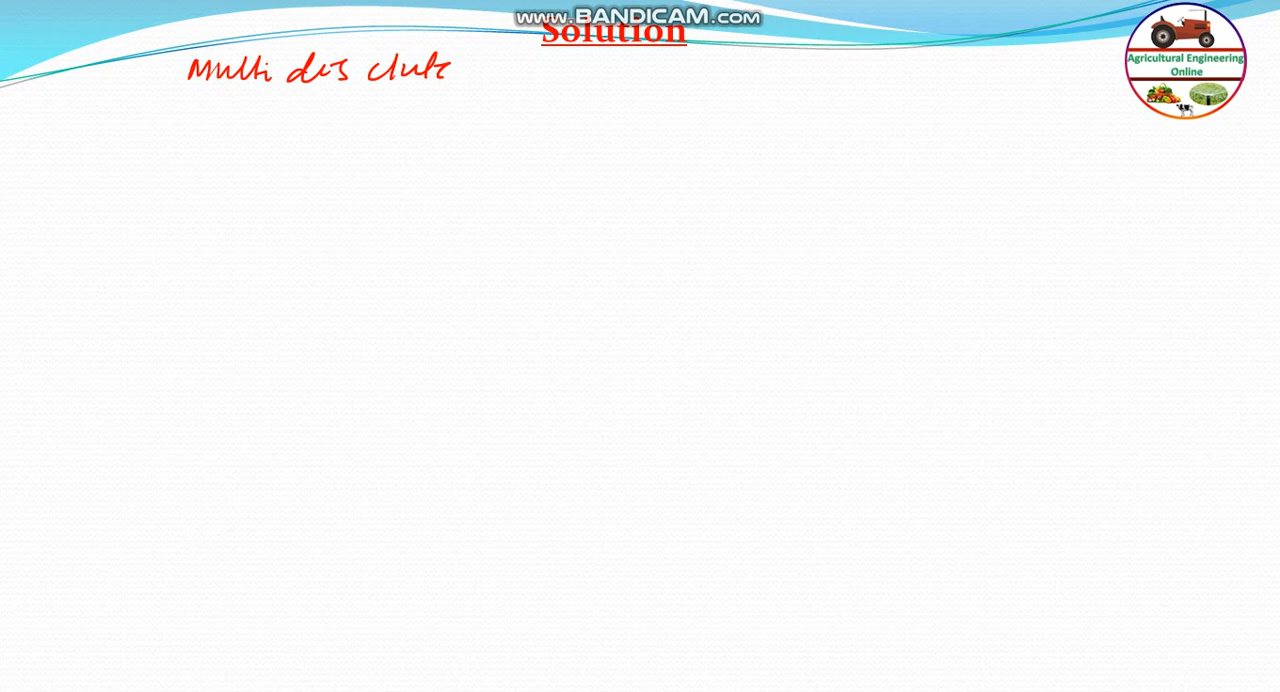 www.BANDICAM.com
Solution
Multi dis clutc
Agricultural Engineering
Online